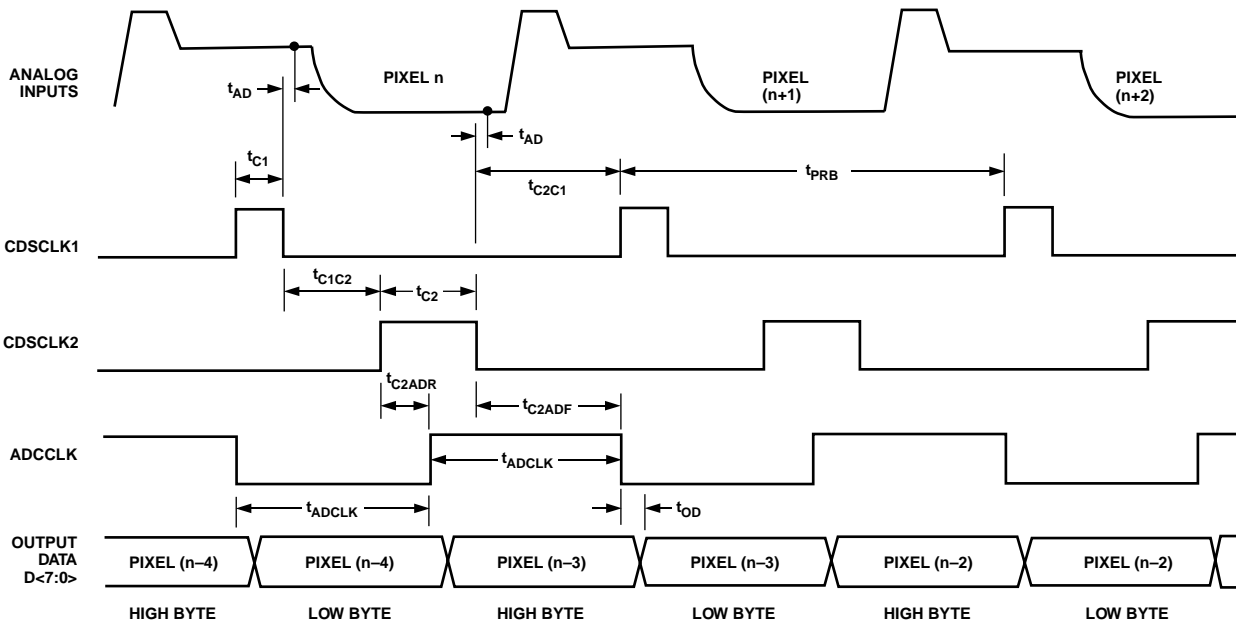 ANALOG
INPUTS
PIXEL n
PIXEL
(n+1)
PIXEL
(n+2)
tAD
tAD
tC1
tC2C1
tPRB
CDSCLK1
tC1C2
tC2
CDSCLK2
tC2ADR
tC2ADF
ADCCLK
tADCLK
tADCLK
tOD
OUTPUT
DATA
D<7:0>
PIXEL (n–4)
PIXEL (n–4)
PIXEL (n–3)
PIXEL (n–3)
PIXEL (n–2)
PIXEL (n–2)
HIGH BYTE
LOW BYTE
HIGH BYTE
LOW BYTE
HIGH BYTE
LOW BYTE